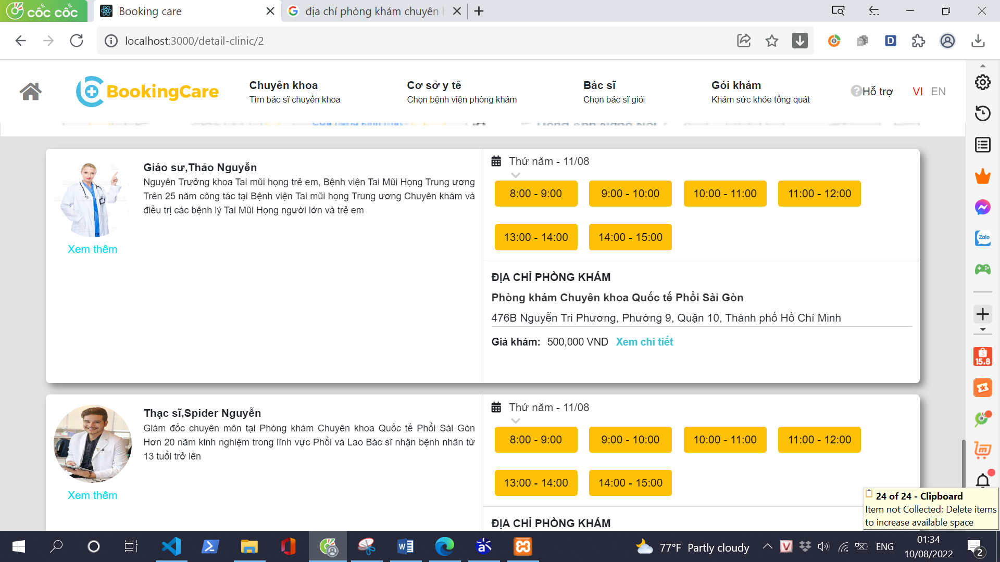 cốc cốc
Booking care
địa chỉ phòng khám chuyên
localhost:3000/detail-clinic/2
BookingCare
Chuyên khoa
Tìm bác sĩ chuyển khoa
Cơ sở y tê
Chọn bệnh viện phòng khám
Bác sĩ
Chọn bác sĩ giỏi
Gói khám
Khám sức khỏe tổng quát
Hỗ trợ
VI EN
Giáo sư,Thảo Nguyễn
Nguyên Trưởng khoa Tai mũi họng trẻ em, Bệnh viện Tai Mũi Họng Trung ương
Trên 25 năm công tác tại Bệnh viện Tai mũi họng Trung ương Chuyên khám và
điều trị các bệnh lý Tai Mũi Họng người lớn và trẻ em
Xem thêm
Thứ năm - 11/08
8:00 - 9:00 9:00 - 10:00 10:00 - 11:00 11:00 - 12:00
13:00 - 14:00 14:00 - 15:00
ĐỊA CHỈ PHÒNG KHÁM
Phòng khám Chuyên khoa Quốc tế Phổi Sài Gòn
476B Nguyễn Tri Phương, Phường 9, Quận 10, Thành phố Hồ Chí Minh
Giá khám: 500,000 VND Xem chi tiết
Thạc sĩ,Spider Nguyễn
Giám đốc chuyên môn tại Phòng khám Chuyên khoa Quốc tế Phổi Sài Gòn
Hơn 20 năm kinh nghiệm trong lĩnh vực Phổi và Lao Bác sĩ nhận bệnh nhân từ
13 tuổi trở lên
Xem thêm
Thứ năm - 11/08
8:00 - 9:00 9:00 - 10:00 10:00 - 11:00 11:00 - 12:00
13:00 - 14:00 14:00 - 15:00
ĐỊA CHỈ PHÒNG KHÁM
Zalo
15.8
24 of 24 - Clipboard
Item not Collected: Delete items
to increase available space
77°F Partly cloudy
ENG
01:34
10/08/2022
2